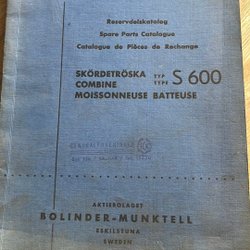 Reservdelskatalog
Spare Parts Catalogue
Catalogue de Pièces de Rechange
SKÖRDETRÖSKA TYP S 600
COMBINE TYPE
MOISSONNEUSE BATTEUSE
AKTIEBOLAGET
BOLINDER-MUNKTELL
ESKILSTUNA
SWEDEN